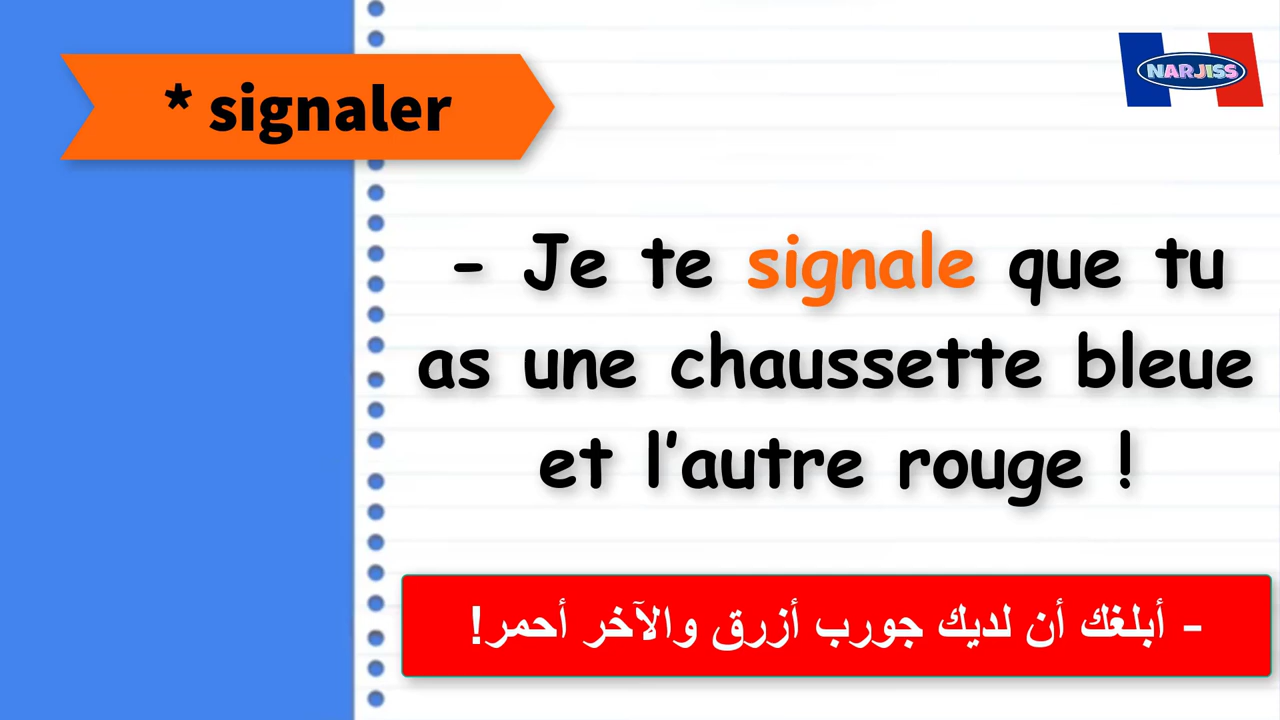 NARJISS
* signaler
- Je te signale que tu
as une chaussette bleue
et l’autre rouge !
- أبلغك أن لديك جورب أزرق والآخر أحمر!